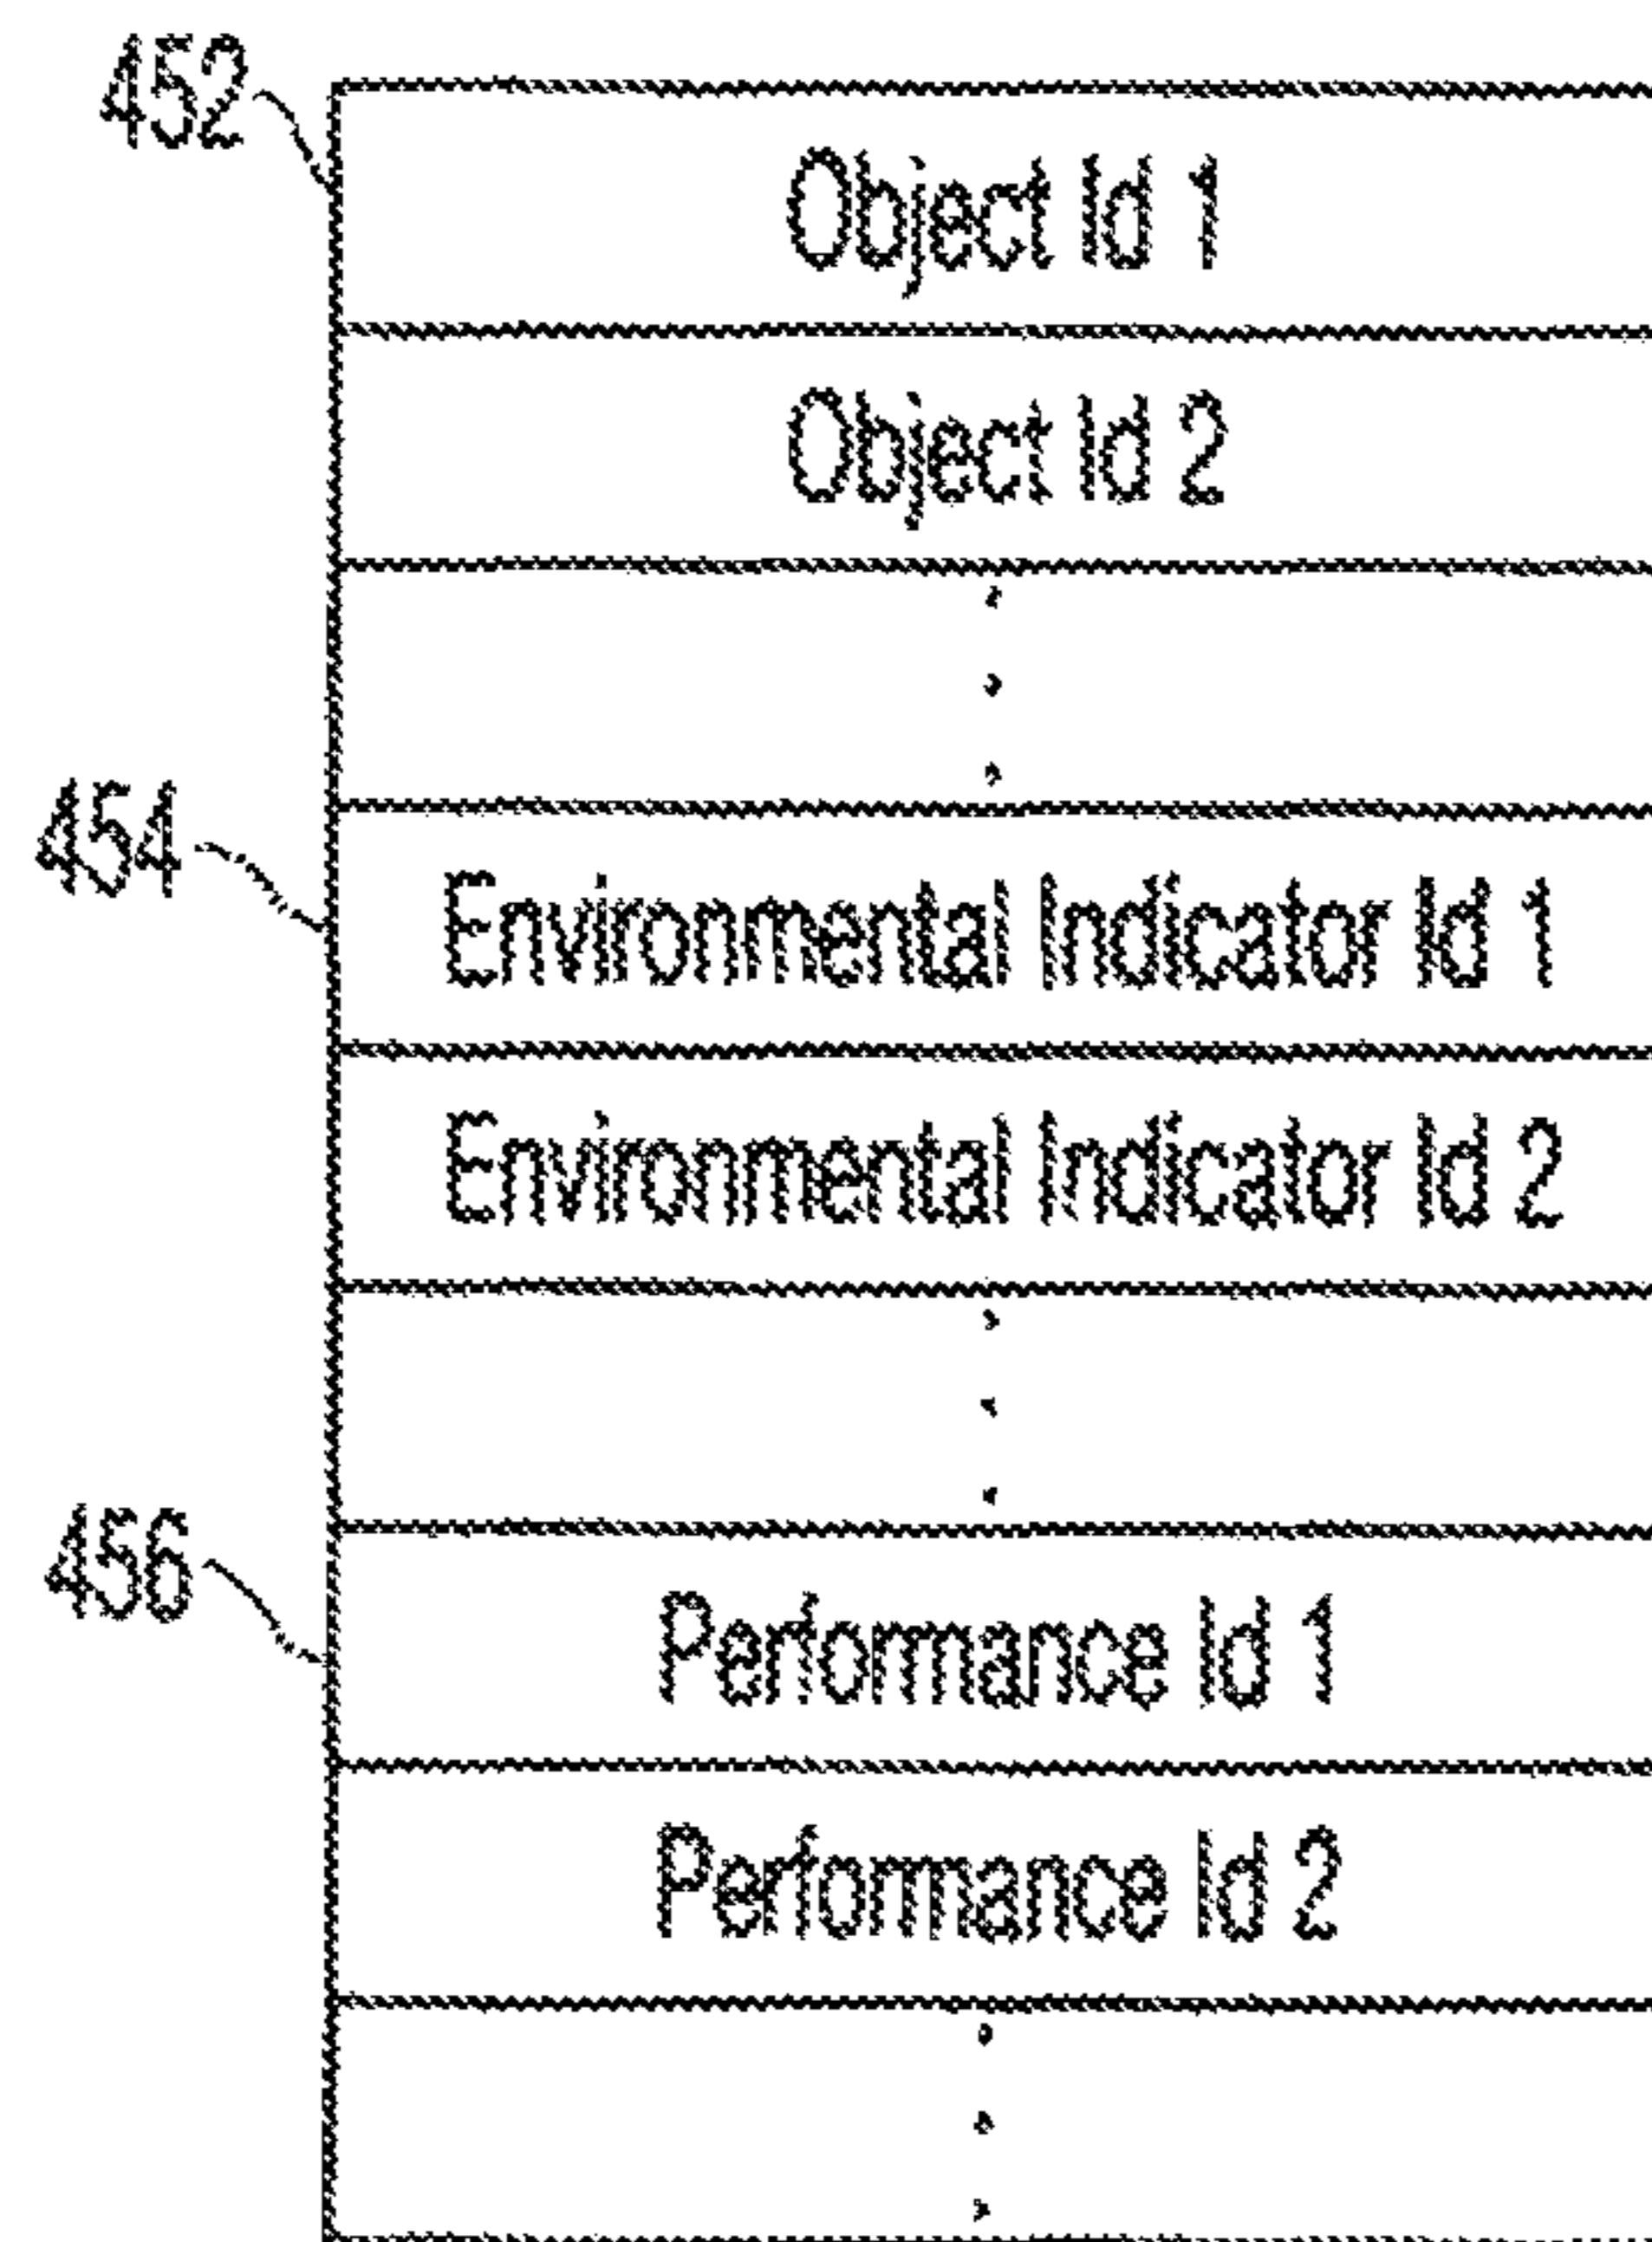 452
Object Id 1
Object Id 2
454
Environmental Indicator Id 1
Environmental Indicator Id 2
456
Performance Id 1
Performance Id 2